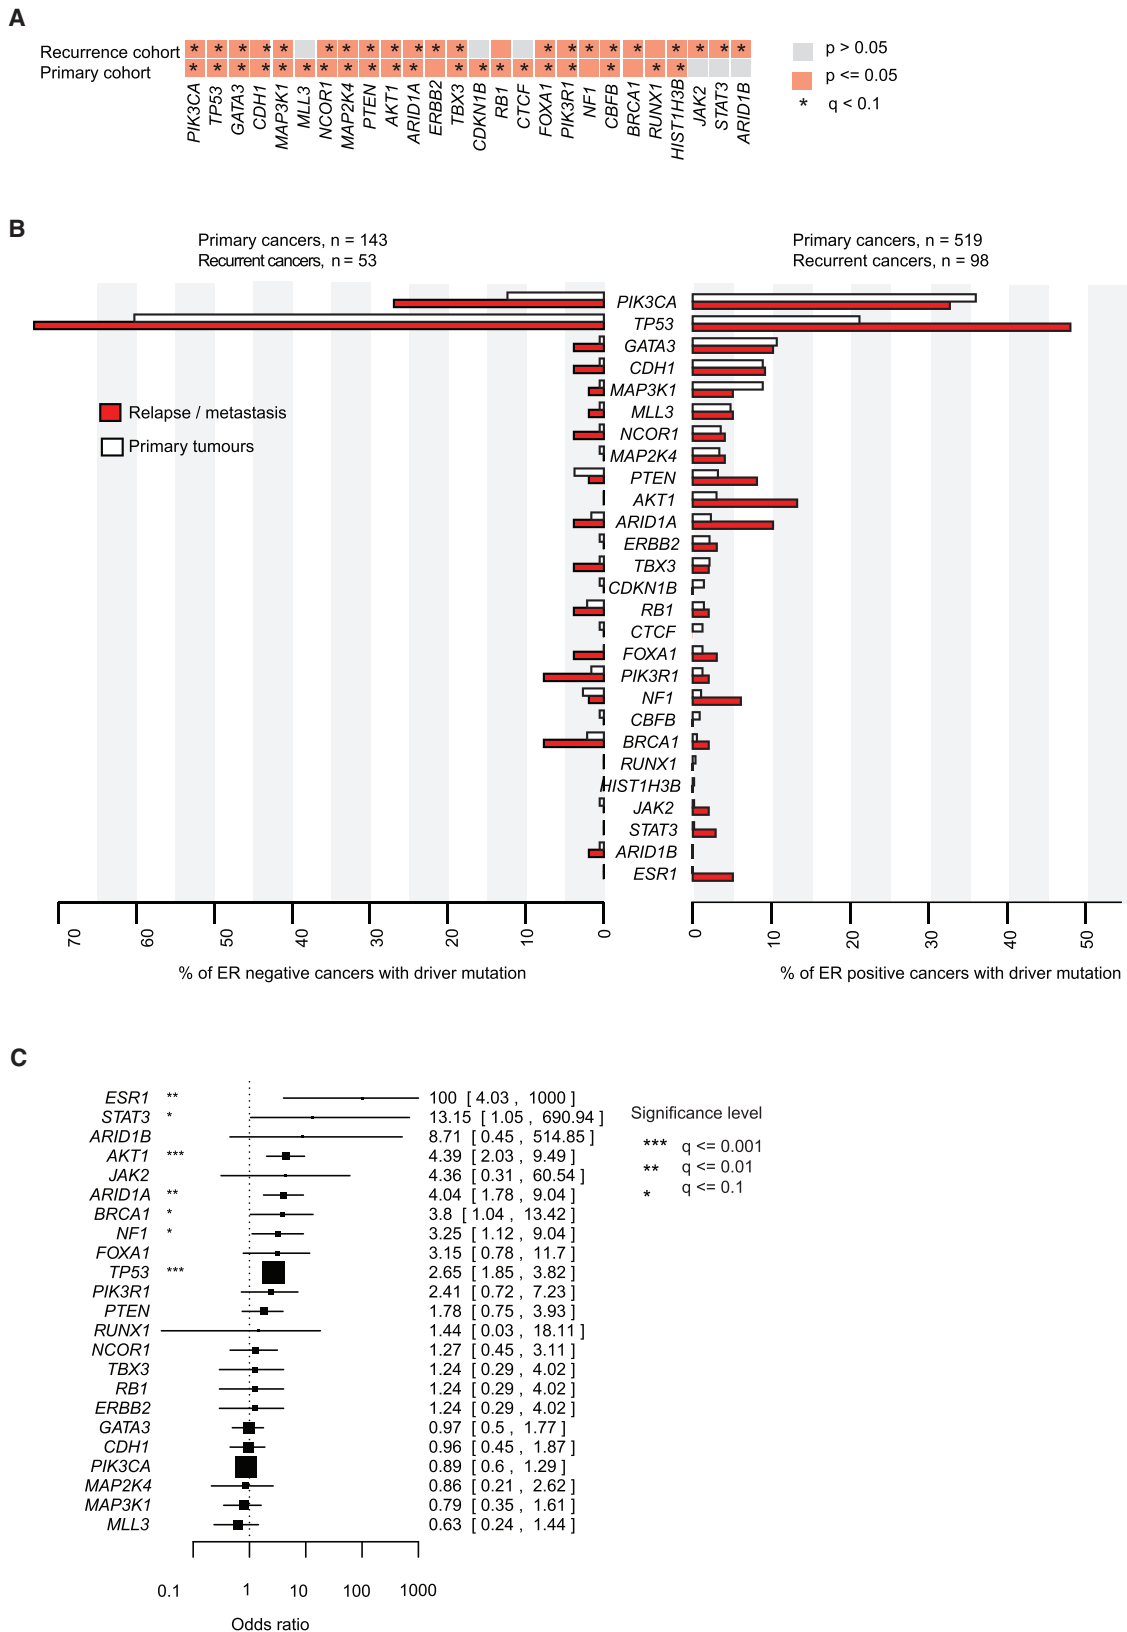 A
Recurrence cohort * * * * * * * * * * * * * * * * * * * * *
Primary cohort * * * * * * * * * * * * * * * * * * *
PIK3CA
TP53
GATA3
CDH1
MAP3K1
MLL3
NCOR1
MAP2K4
PTEN
AKT1
ARID1A
ERBB2
TBX3
CDKN1B
RB1
CTCF
FOXA1
PIK3R1
NF1
CBFB
BRCA1
RUNX1
HIST1H3B
JAK2
STAT3
ARID1B
p > 0.05
p <= 0.05
* q < 0.1
B
Primary cancers, n = 143
Recurrent cancers, n = 53
Primary cancers, n = 519
Recurrent cancers, n = 98
Relapse / metastasis
Primary tumours
PIK3CA
TP53
GATA3
CDH1
MAP3K1
MLL3
NCOR1
MAP2K4
PTEN
AKT1
ARID1A
ERBB2
TBX3
CDKN1B
RB1
CTCF
FOXA1
PIK3R1
NF1
CBFB
BRCA1
RUNX1
HIST1H3B
JAK2
STAT3
ARID1B
ESR1
70 60 50 40 30 20 10 0
0 10 20 30 40 50
% of ER negative cancers with driver mutation
% of ER positive cancers with driver mutation
C
ESR1 ** 100 [ 4.03 , 1000 ]
STAT3 * 13.15 [ 1.05 , 690.94 ]
ARID1B 8.71 [ 0.45 , 514.85 ]
AKT1 *** 4.39 [ 2.03 , 9.49 ]
JAK2 4.36 [ 0.31 , 60.54 ]
ARID1A ** 4.04 [ 1.78 , 9.04 ]
BRCA1 * 3.8 [ 1.04 , 13.42 ]
NF1 * 3.25 [ 1.12 , 9.04 ]
FOXA1 3.15 [ 0.78 , 11.7 ]
TP53 *** 2.65 [ 1.85 , 3.82 ]
PIK3R1 2.41 [ 0.72 , 7.23 ]
PTEN 1.78 [ 0.75 , 3.93 ]
RUNX1 1.44 [ 0.03 , 18.11 ]
NCOR1 1.27 [ 0.45 , 3.11 ]
TBX3 1.24 [ 0.29 , 4.02 ]
RB1 1.24 [ 0.29 , 4.02 ]
ERBB2 1.24 [ 0.29 , 4.02 ]
GATA3 0.97 [ 0.5 , 1.77 ]
CDH1 0.96 [ 0.45 , 1.87 ]
PIK3CA 0.89 [ 0.6 , 1.29 ]
MAP2K4 0.86 [ 0.21 , 2.62 ]
MAP3K1 0.79 [ 0.35 , 1.61 ]
MLL3 0.63 [ 0.24 , 1.44 ]
Significance level
*** q <= 0.001
** q <= 0.01
* q <= 0.1
0.1 1 10 100 1000
Odds ratio